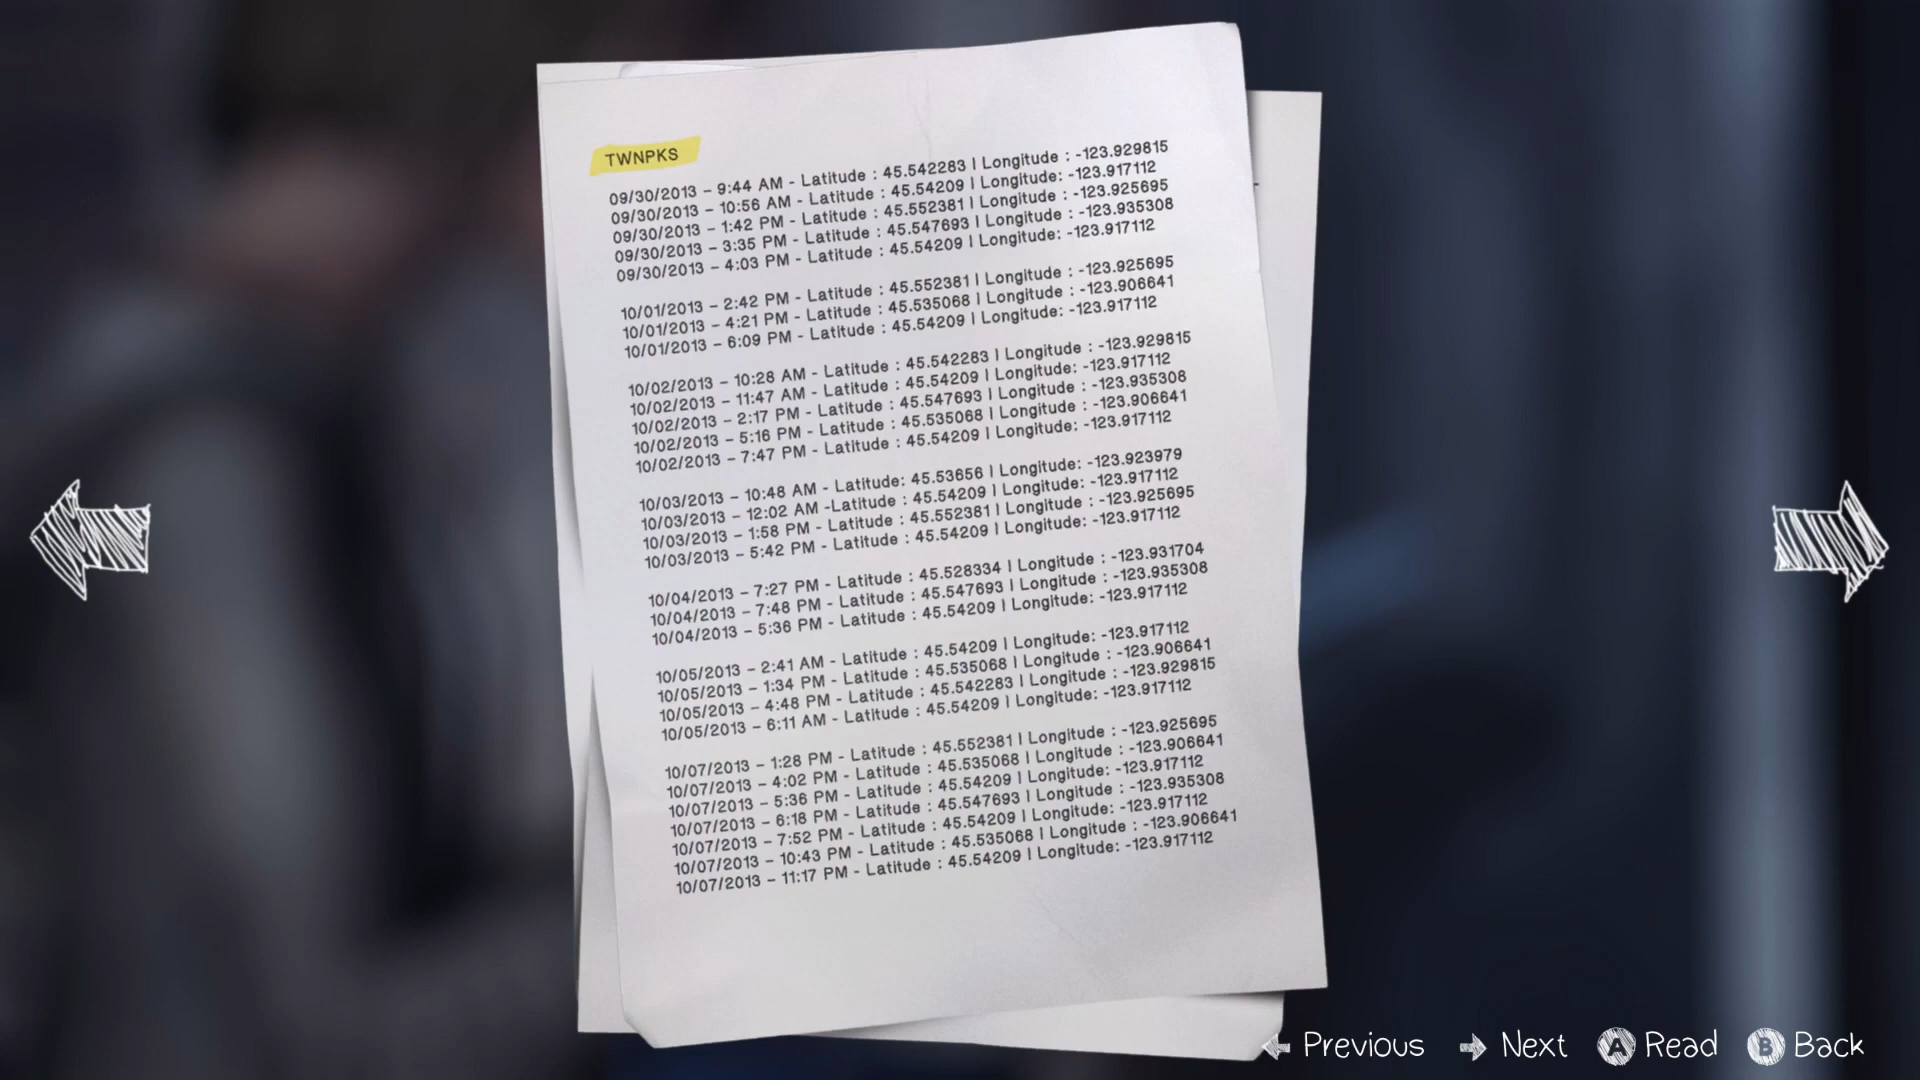 TWNPKS
09/30/2013 – 9:44 AM - Latitude : 45.542283 | Longitude : -123.929815
09/30/2013 – 10:56 AM - Latitude : 45.54209 | Longitude: -123.917112
09/30/2013 – 1:42 PM - Latitude : 45.552381 | Longitude : -123.925695
09/30/2013 – 3:35 PM - Latitude : 45.547693 | Longitude : -123.935308
09/30/2013 – 4:03 PM - Latitude : 45.54209 | Longitude: -123.917112
10/01/2013 – 2:42 PM - Latitude : 45.552381 | Longitude : -123.925695
10/01/2013 – 4:21 PM - Latitude : 45.535068 | Longitude : -123.906641
10/01/2013 – 6:09 PM - Latitude : 45.54209 | Longitude: -123.917112
10/02/2013 – 10:28 AM - Latitude : 45.542283 | Longitude : -123.929815
10/02/2013 – 11:47 AM - Latitude : 45.54209 | Longitude: -123.917112
10/02/2013 – 2:17 PM - Latitude : 45.547693 | Longitude : -123.935308
10/02/2013 – 5:16 PM - Latitude : 45.535068 | Longitude : -123.906641
10/02/2013 – 7:47 PM - Latitude : 45.54209 | Longitude: -123.917112
10/03/2013 – 10:48 AM - Latitude: 45.53656 | Longitude: -123.923979
10/03/2013 – 12:02 AM -Latitude : 45.54209 | Longitude: -123.917112
10/03/2013 – 1:58 PM - Latitude : 45.552381 | Longitude : -123.925695
10/03/2013 – 5:42 PM - Latitude : 45.54209 | Longitude: -123.917112
10/04/2013 – 7:27 PM - Latitude : 45.528334 | Longitude : -123.931704
10/04/2013 – 7:48 PM - Latitude : 45.547693 | Longitude : -123.935308
10/04/2013 – 5:36 PM - Latitude : 45.54209 | Longitude: -123.917112
10/05/2013 – 2:41 AM - Latitude : 45.54209 | Longitude: -123.917112
10/05/2013 – 1:34 PM - Latitude : 45.535068 | Longitude : -123.906641
10/05/2013 – 4:48 PM - Latitude : 45.542283 | Longitude : -123.929815
10/05/2013 – 6:11 AM - Latitude : 45.54209 | Longitude: -123.917112
10/07/2013 – 1:28 PM - Latitude : 45.552381 | Longitude : -123.925695
10/07/2013 – 4:02 PM - Latitude : 45.535068 | Longitude : -123.906641
10/07/2013 – 5:36 PM - Latitude : 45.54209 | Longitude: -123.917112
10/07/2013 – 6:18 PM - Latitude : 45.547693 | Longitude : -123.935308
10/07/2013 – 7:52 PM - Latitude : 45.54209 | Longitude: -123.917112
10/07/2013 – 10:43 PM - Latitude : 45.535068 | Longitude : -123.906641
10/07/2013 – 11:17 PM - Latitude : 45.54209 | Longitude: -123.917112
Previous Next A Read B Back